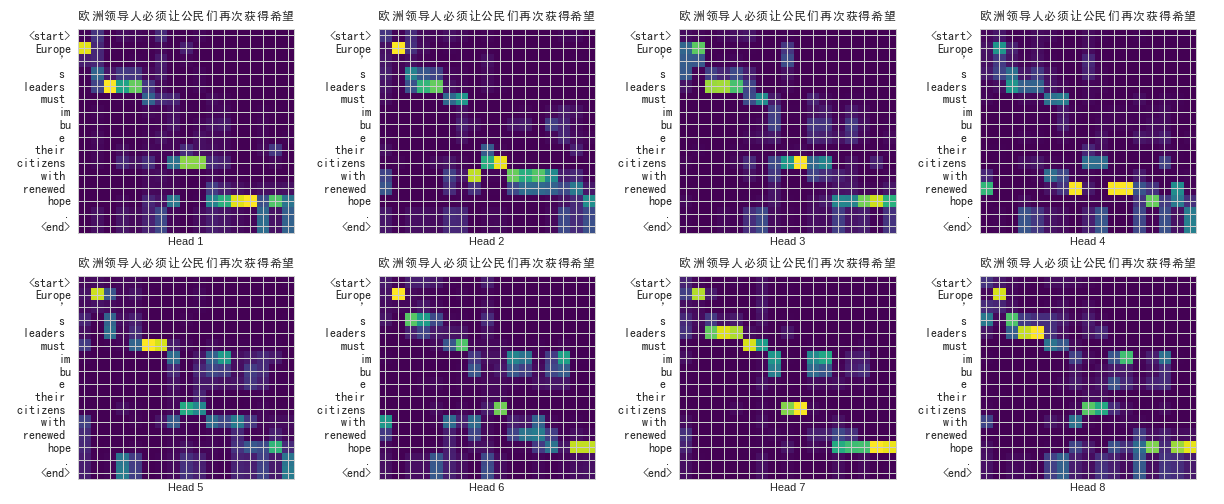 欧洲领导人必须让公民们再次获得希望 欧洲领导人必须让公民们再次获得希望 欧洲领导人必须让公民们再次获得希望 欧洲领导人必须让公民们再次获得希望
<start> <start> <start> <start>
Europe Europe Europe Europe
' ' ' '
s s s s
leaders leaders leaders leaders
must must must must
im im im im
bu bu bu bu
e e e e
their their their their
citizens citizens citizens citizens
with with with with
renewed renewed renewed renewed
hope hope hope hope
. . . .
<end> <end> <end> <end>
Head 1 Head 2 Head 3 Head 4
欧洲领导人必须让公民们再次获得希望 欧洲领导人必须让公民们再次获得希望 欧洲领导人必须让公民们再次获得希望 欧洲领导人必须让公民们再次获得希望
<start> <start> <start> <start>
Europe Europe Europe Europe
' ' ' '
s s s s
leaders leaders leaders leaders
must must must must
im im im im
bu bu bu bu
e e e e
their their their their
citizens citizens citizens citizens
with with with with
renewed renewed renewed renewed
hope hope hope hope
. . . .
<end> <end> <end> <end>
Head 5 Head 6 Head 7 Head 8